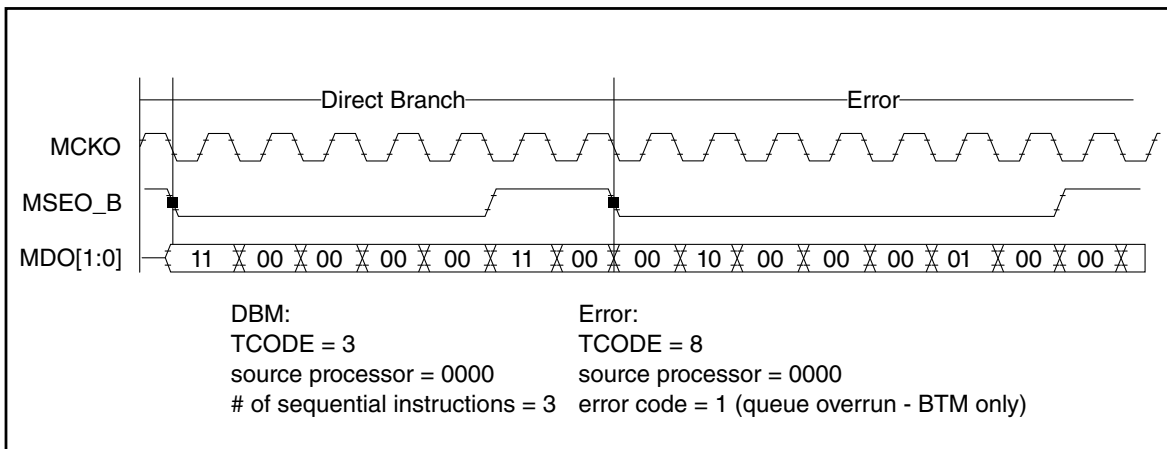 Direct Branch Error
MCKO
MSEO_B
MDO[1:0] 11 00 00 00 00 11 00 00 10 00 00 00 01 00 00
DBM: Error:
TCODE = 3 TCODE = 8
source processor = 0000 source processor = 0000
# of sequential instructions = 3 error code = 1 (queue overrun - BTM only)